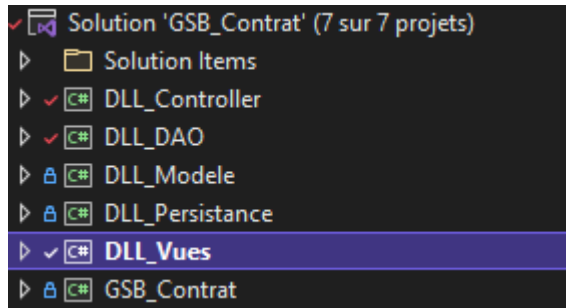 Solution 'GSB_Contrat' (7 sur 7 projets)
Solution Items
C# DLL_Controller
C# DLL_DAO
C# DLL_Modele
C# DLL_Persistance
C# DLL_Vues
C# GSB_Contrat